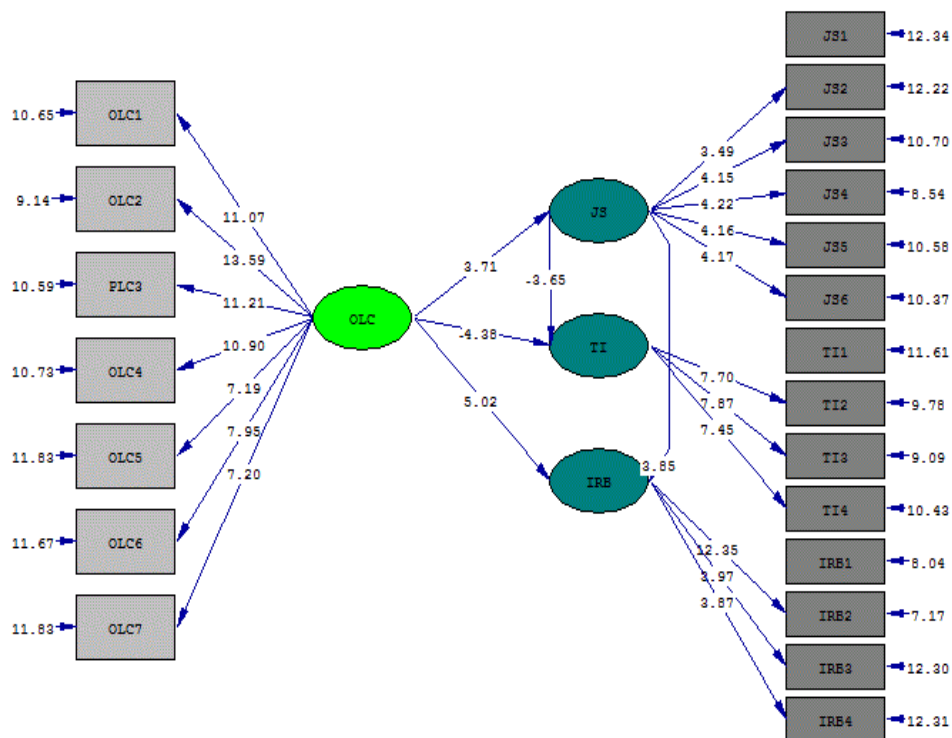 10.65 OLC1
9.14 OLC2
10.59 PLC3
10.73 OLC4
11.83 OLC5
11.67 OLC6
11.83 OLC7
11.07
13.59
11.21
10.90
7.19
7.95
7.20
OLC
3.71
-4.38
5.02
JS
-3.65
TI
IRB
3.85
3.49
4.15
4.22
4.16
4.17
7.70
7.87
7.45
12.35
3.97
3.87
JS1 12.34
JS2 12.22
JS3 10.70
JS4 8.54
JS5 10.58
JS6 10.37
TI1 11.61
TI2 9.78
TI3 9.09
TI4 10.43
IRB1 8.04
IRB2 7.17
IRB3 12.30
IRB4 12.31